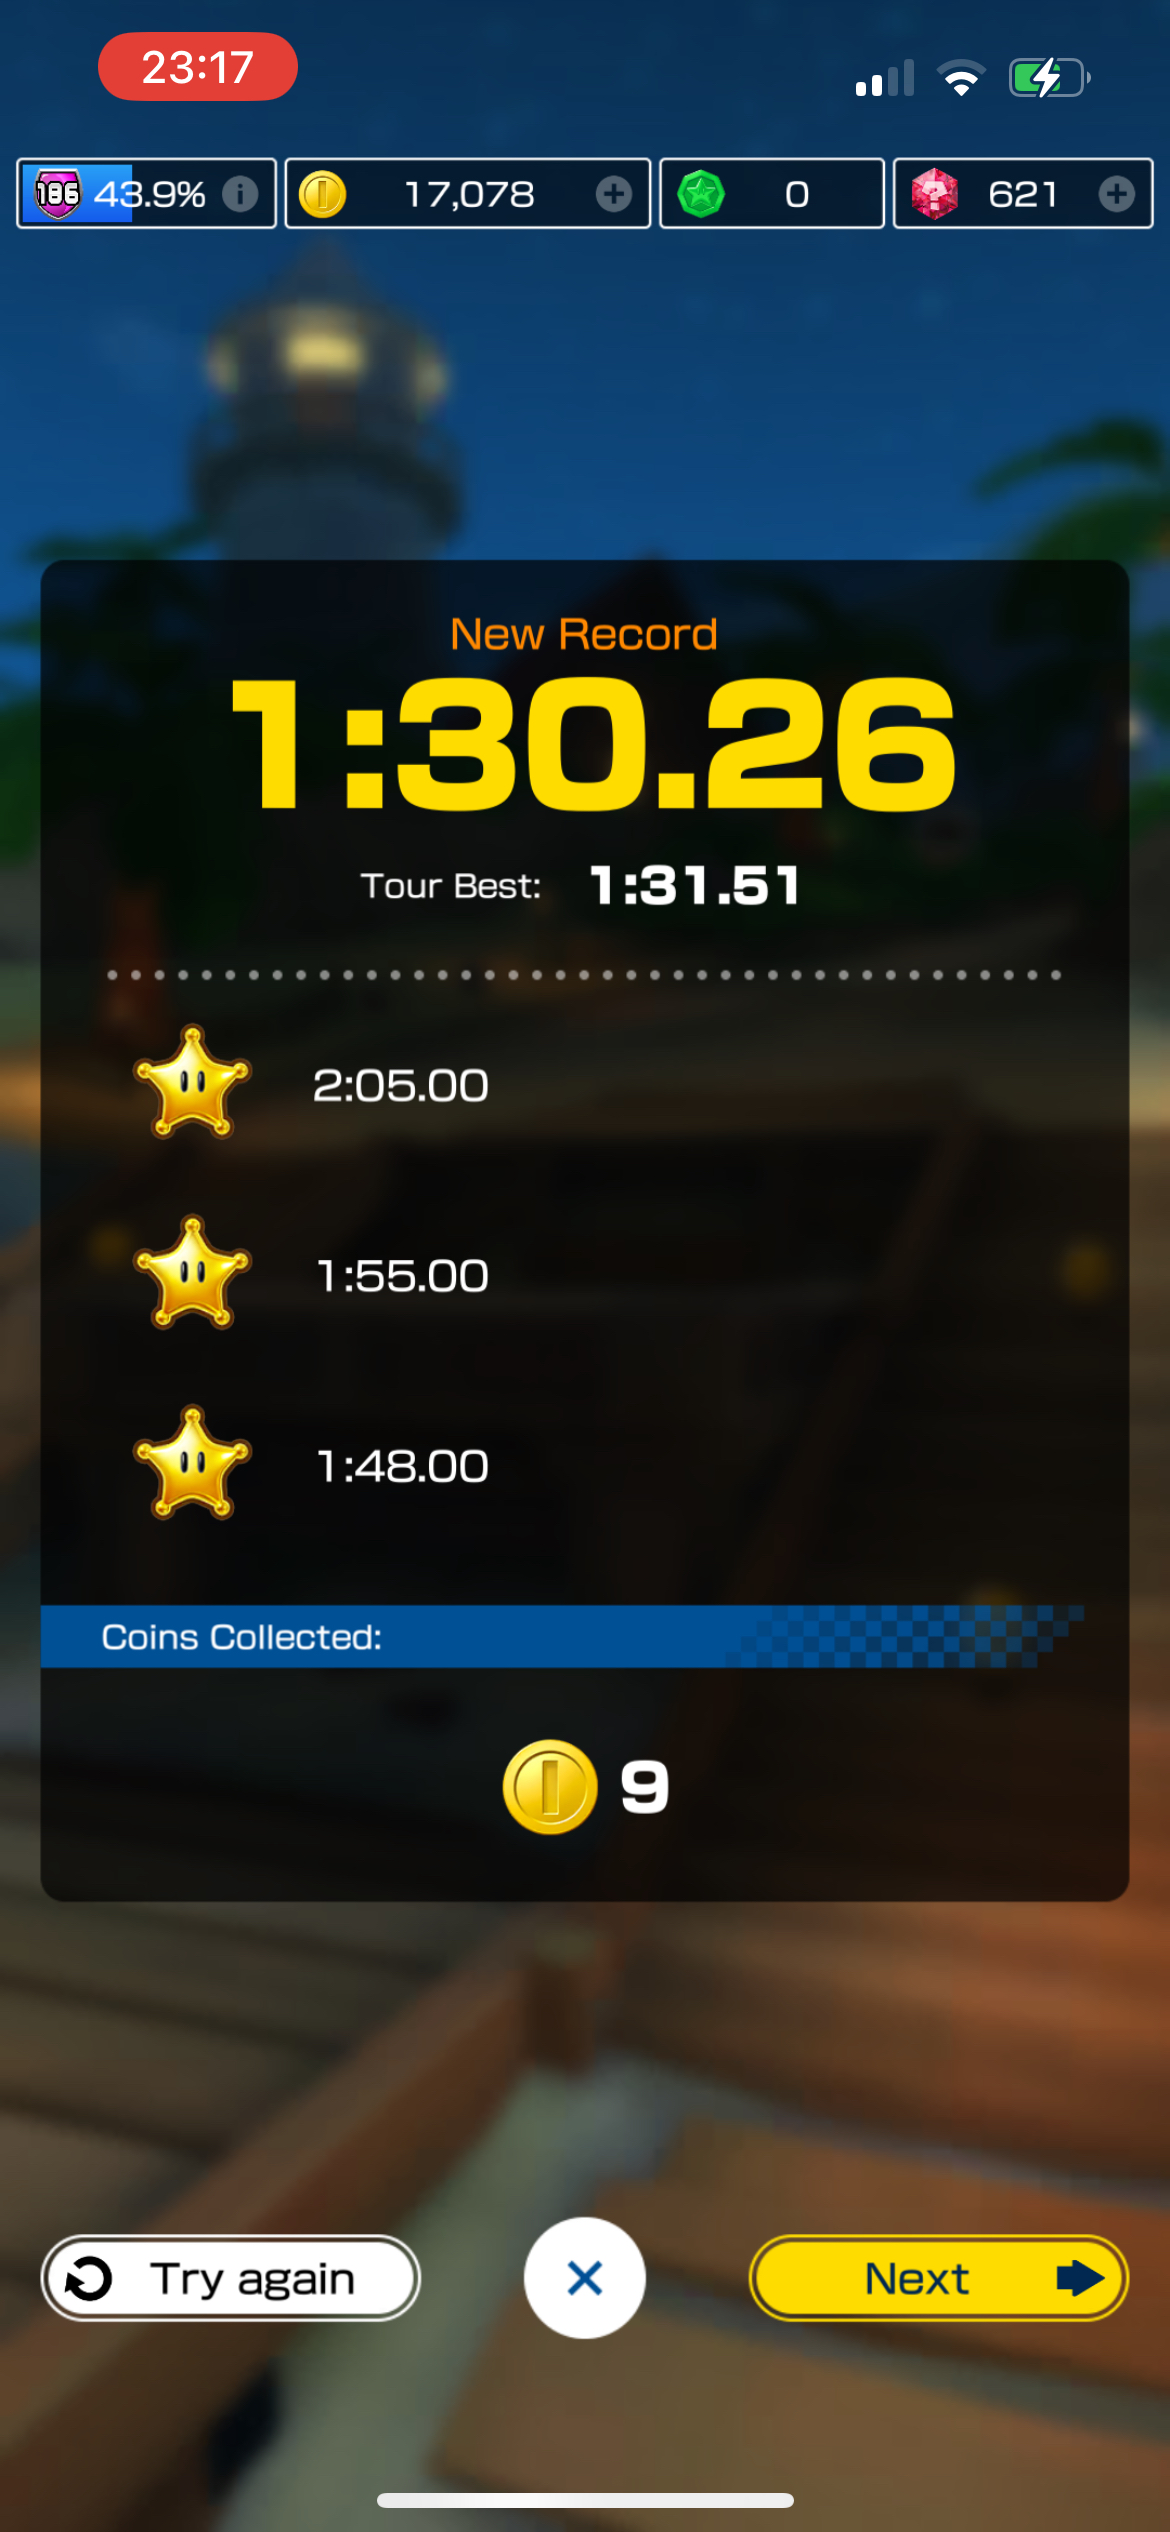 23:17
186 43.9% i 17,078 0 621
New Record
1:30.26
Tour Best: 1:31.51
2:05.00
1:55.00
1:48.00
Coins Collected:
9
Try again
Next